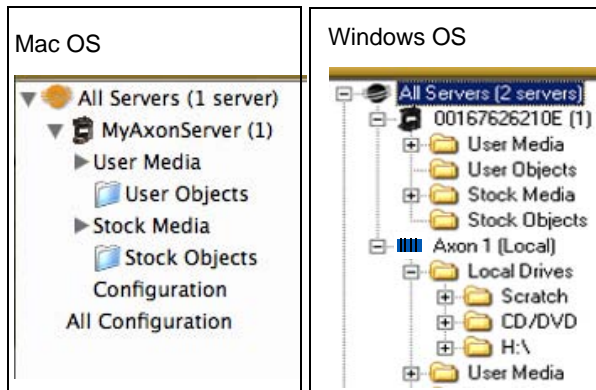 Mac OS
All Servers (1 server)
MyAxonServer (1)
User Media
User Objects
Stock Media
Stock Objects
Configuration
All Configuration
Windows OS
All Servers (2 servers)
00167626210E (1)
User Media
User Objects
Stock Media
Stock Objects
Axon 1 (Local)
Local Drives
Scratch
CD/DVD
H:\
User Media